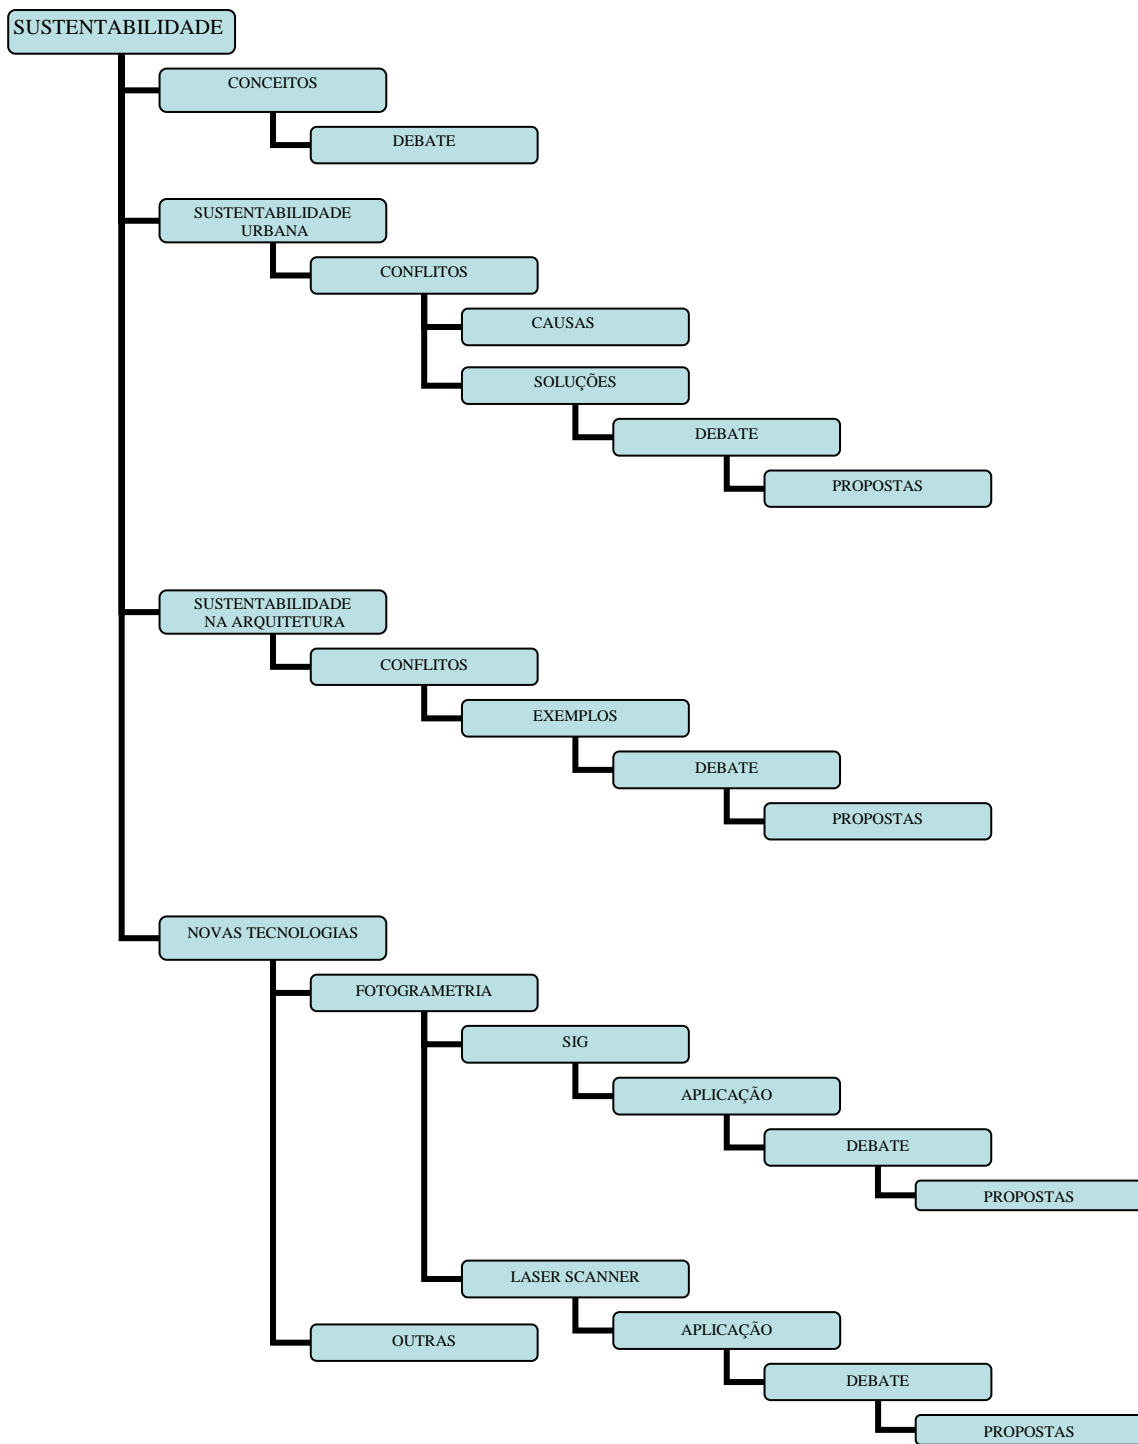 SUSTENTABILIDADE
CONCEITOS
DEBATE
SUSTENTABILIDADE
URBANA
CONFLITOS
CAUSAS
SOLUÇÕES
DEBATE
PROPOSTAS
SUSTENTABILIDADE
NA ARQUITETURA
CONFLITOS
EXEMPLOS
DEBATE
PROPOSTAS
NOVAS TECNOLOGIAS
FOTOGRAMETRIA
SIG
APLICAÇÃO
DEBATE
PROPOSTAS
LASER SCANNER
APLICAÇÃO
OUTRAS
DEBATE
PROPOSTAS